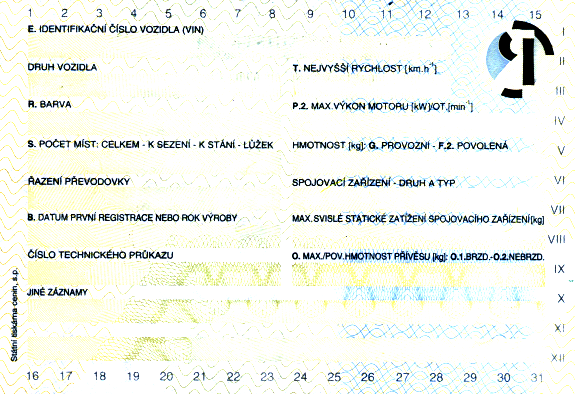 1 2 3 4 5 6 7 8 9 10 11 12 13 14 15
E. IDENTIFIKAČNÍ ČÍSLO VOZIDLA (VIN)
I
DRUH VOZIDLA
T. NEJVYŠŠÍ RYCHLOST [km.h⁻¹]
II
R. BARVA
P.2. MAX.VÝKON MOTORU [kW]/OT.[min⁻¹]
III
IV
S. POČET MÍST: CELKEM - K SEZENÍ - K STÁNÍ - LŮŽEK
HMOTNOST [kg]: G. PROVOZNÍ - F.2. POVOLENÁ
V
ŘAZENÍ PŘEVODOVKY
SPOJOVACÍ ZAŘÍZENÍ - DRUH A TYP
VI
B. DATUM PRVNÍ REGISTRACE NEBO ROK VÝROBY
MAX.SVISLÉ STATICKÉ ZATÍŽENÍ SPOJOVACÍHO ZAŘÍZENÍ[kg]
VII
VIII
ČÍSLO TECHNICKÉHO PRŮKAZU
O. MAX./POV.HMOTNOST PŘÍVĚSU [kg]: O.1.BRZD.-O.2.NEBRZD.
IX
JINÉ ZÁZNAMY
X
XI
XII
Státní tiskárna cenin, s.p.
16 17 18 19 20 21 22 23 24 25 26 27 28 29 30 31